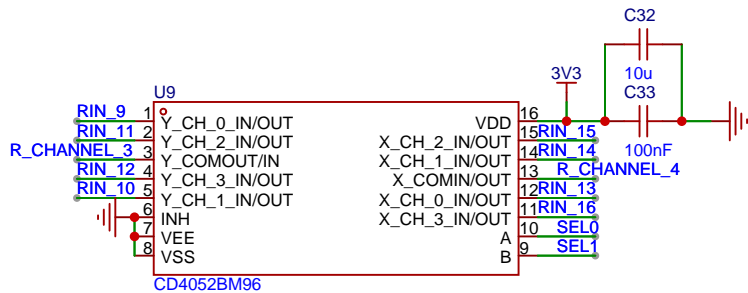 C32
10u
3V3
C33
100nF
U9
RIN_9 1 Y_CH_0_IN/OUT
RIN_11 2 Y_CH_2_IN/OUT
R_CHANNEL_3 3 Y_COMOUT/IN
RIN_12 4 Y_CH_3_IN/OUT
RIN_10 5 Y_CH_1_IN/OUT
6 INH
7 VEE
8 VSS
VDD 16
X_CH_2_IN/OUT 15 RIN_15
X_CH_1_IN/OUT 14 RIN_14
X_COMIN/OUT 13 R_CHANNEL_4
X_CH_0_IN/OUT 12 RIN_13
X_CH_3_IN/OUT 11 RIN_16
A 10 SEL0
B 9 SEL1
CD4052BM96